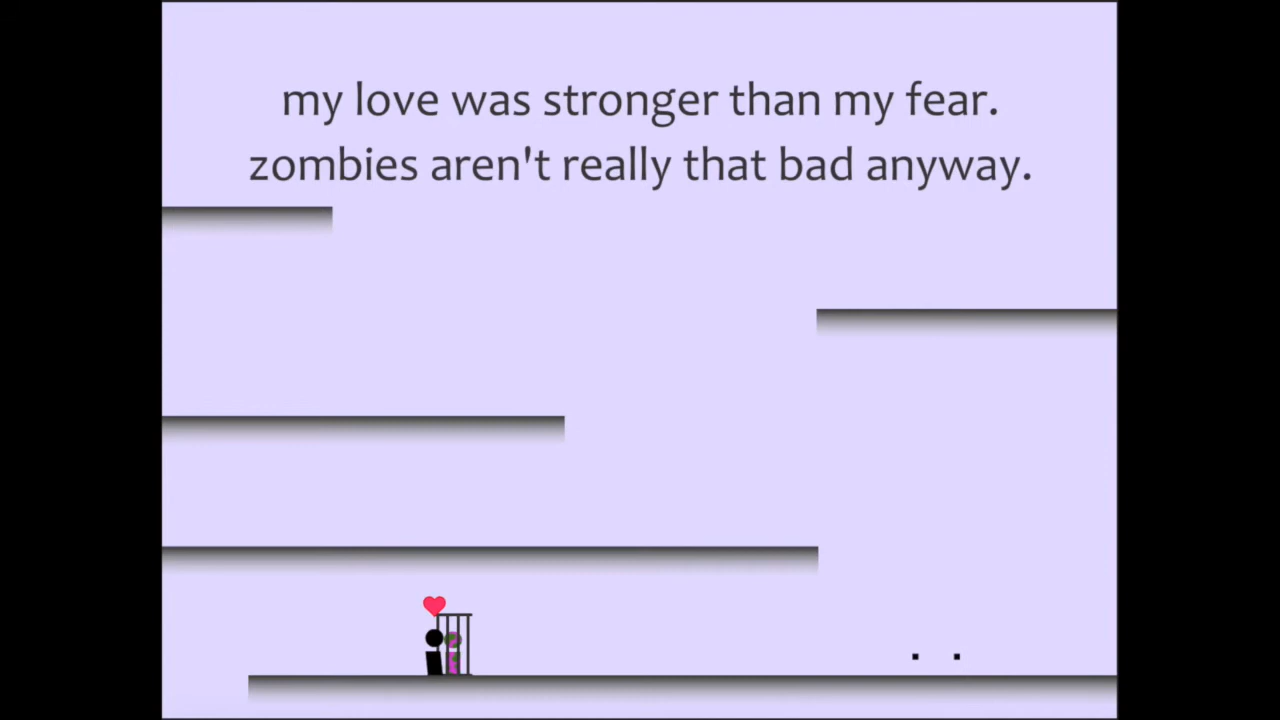 my love was stronger than my fear.
zombies aren't really that bad anyway.